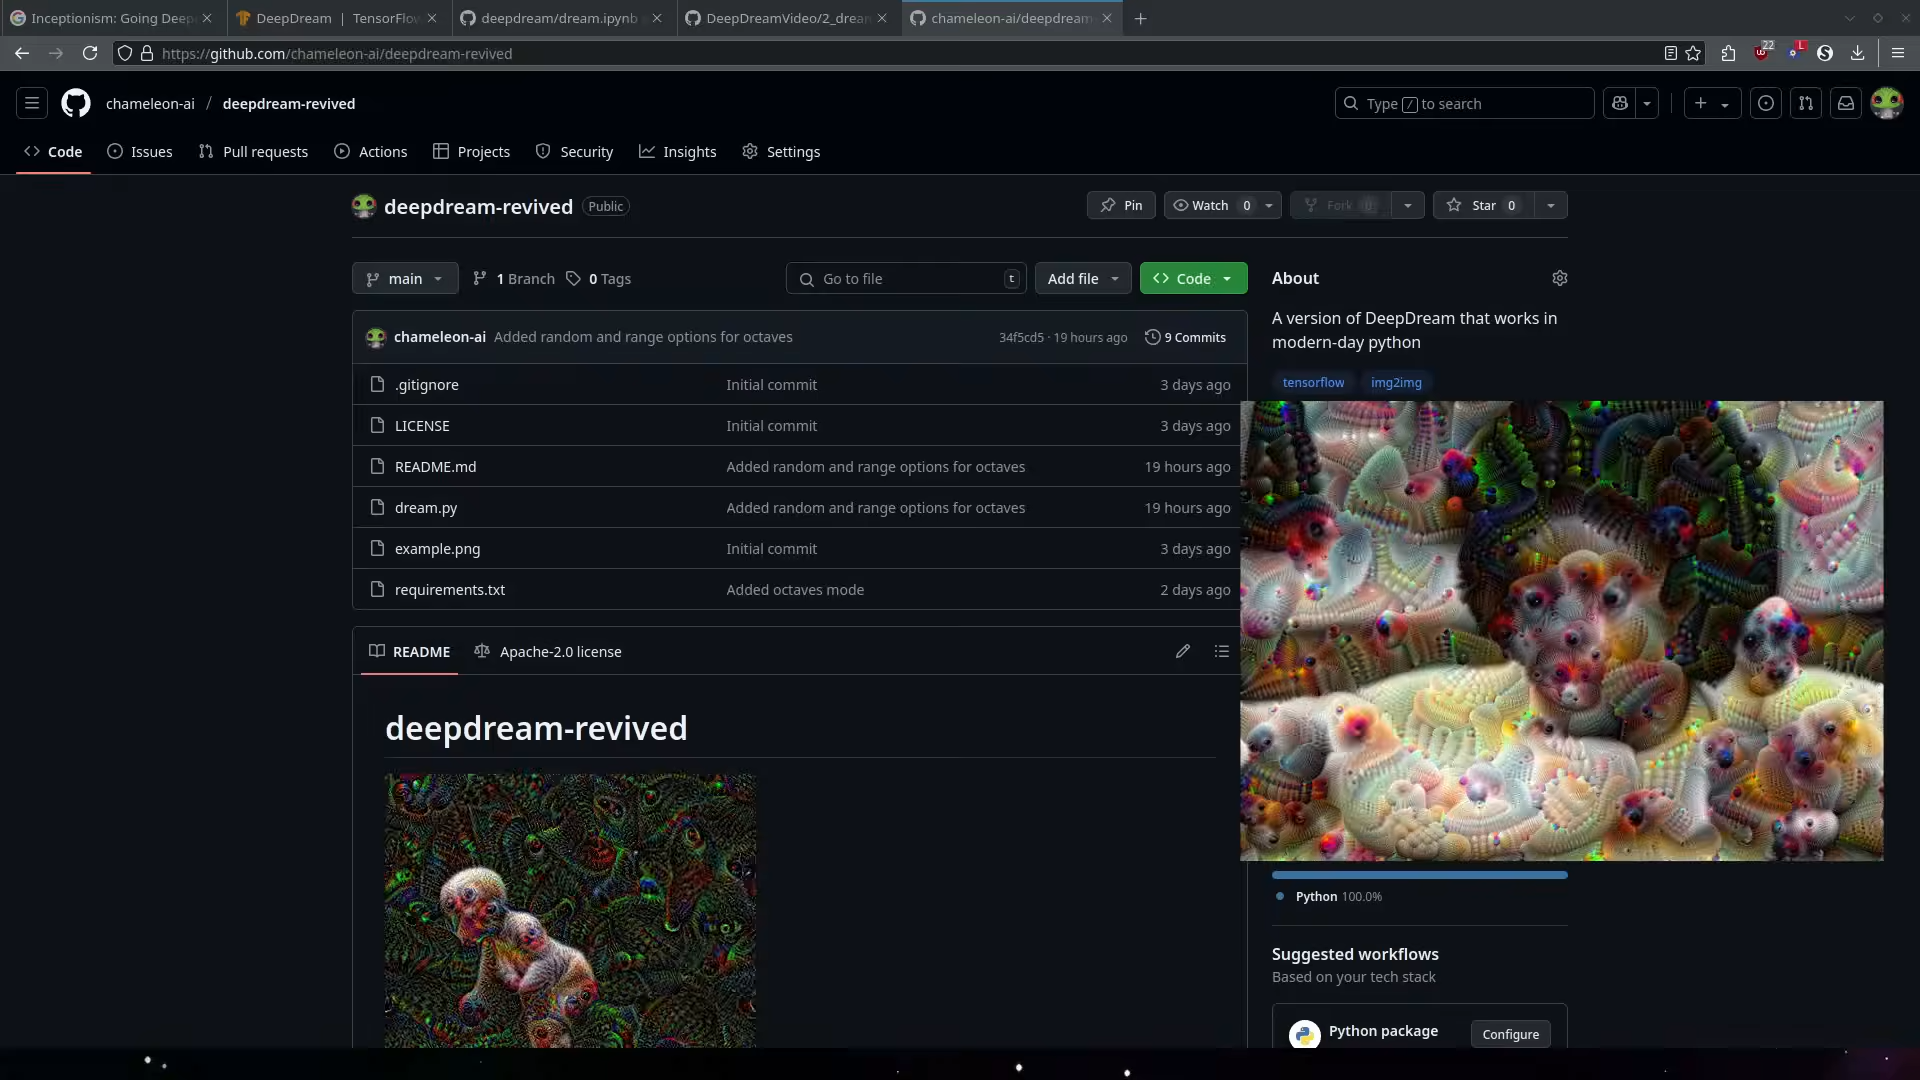 Inceptionism: Going Deep
DeepDream | TensorFlow
deepdream/dream.ipynb
DeepDreamVideo/2_drea
chameleon-ai/deepdream
https://github.com/chameleon-ai/deepdream-revived
22
L
chameleon-ai / deepdream-revived
Type / to search
Code
Issues
Pull requests
Actions
Projects
Security
Insights
Settings
deepdream-revived
Public
Pin
Watch 0
Fork
Star 0
main
1 Branch
0 Tags
Go to file
t
Add file
Code
chameleon-ai Added random and range options for octaves 34f5cd5 · 19 hours ago 9 Commits
.gitignore Initial commit 3 days ago
LICENSE Initial commit 3 days ago
README.md Added random and range options for octaves 19 hours ago
dream.py Added random and range options for octaves 19 hours ago
example.png Initial commit 3 days ago
requirements.txt Added octaves mode 2 days ago
README
Apache-2.0 license
deepdream-revived
About
A version of DeepDream that works in
modern-day python
tensorflow img2img
Python 100.0%
Suggested workflows
Based on your tech stack
Python package
Configure